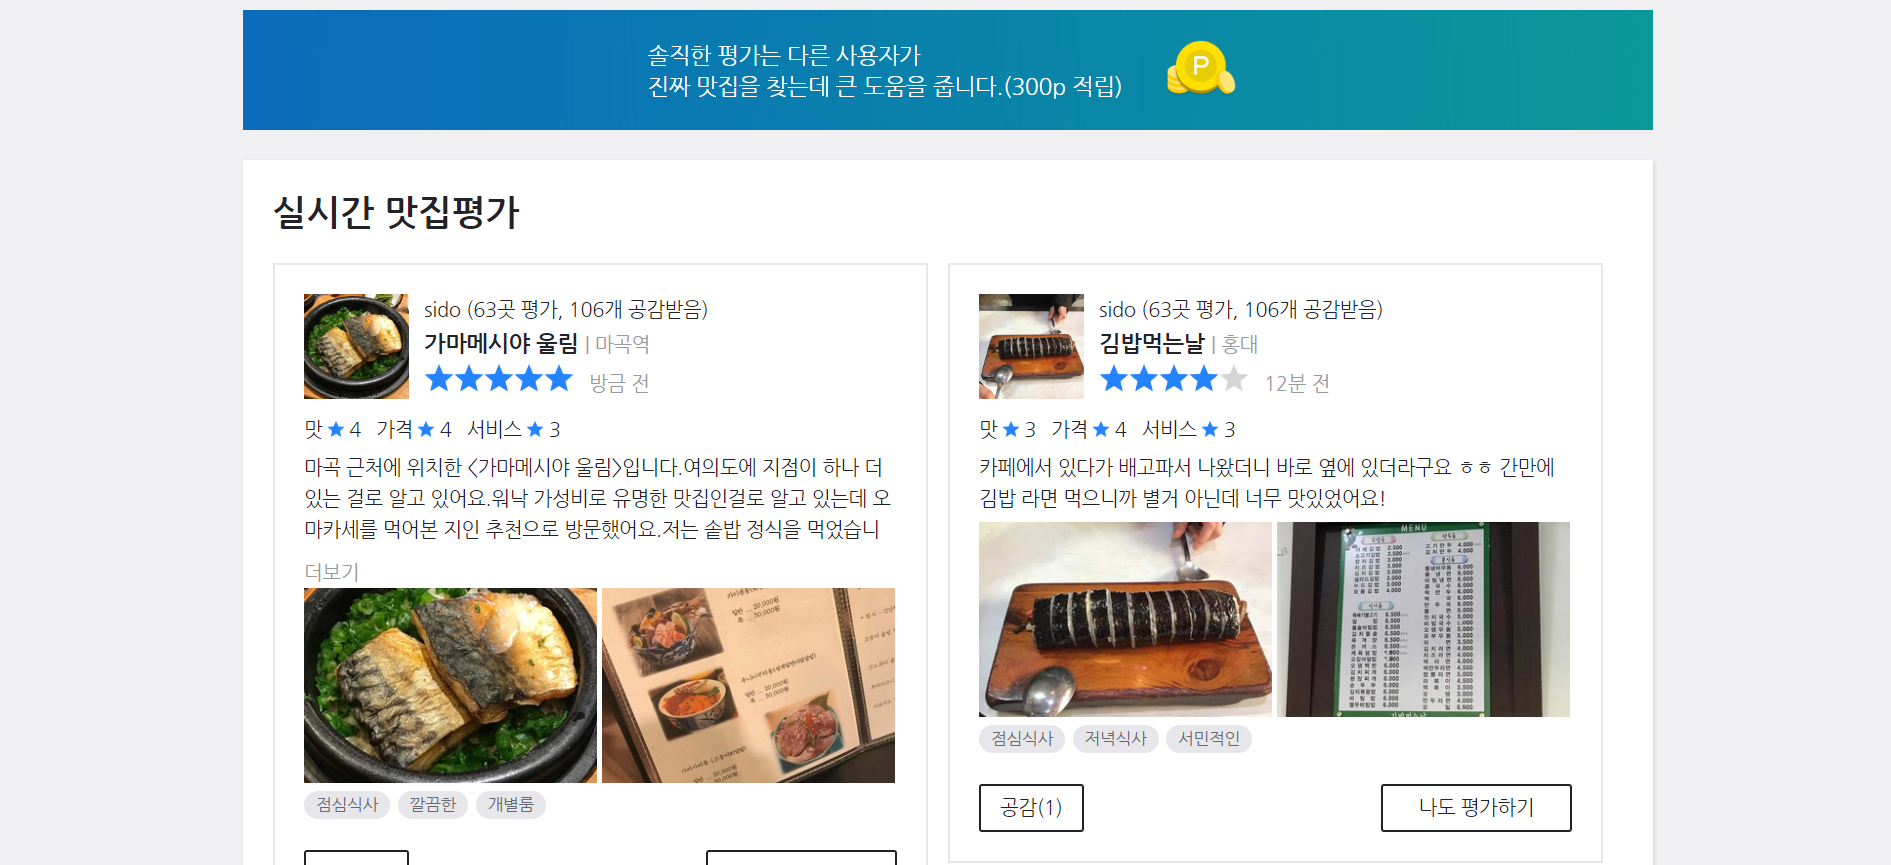 솔직한 평가는 다른 사용자가
진짜 맛집을 찾는데 큰 도움을 줍니다.(300p 적립)
P
실시간 맛집평가
sido (63곳 평가, 106개 공감받음)
가마메시야 울림 | 마곡역
방금 전
맛 4 가격 4 서비스 3
마곡 근처에 위치한 <가마메시야 울림>입니다.여의도에 지점이 하나 더
있는 걸로 알고 있어요.워낙 가성비로 유명한 맛집인걸로 알고 있는데 오
마카세를 먹어본 지인 추천으로 방문했어요.저는 솥밥 정식을 먹었습니
더보기
점심식사 깔끔한 개별룸
sido (63곳 평가, 106개 공감받음)
김밥먹는날 | 홍대
12분 전
맛 3 가격 4 서비스 3
카페에서 있다가 배고파서 나왔더니 바로 옆에 있더라구요 ㅎㅎ 간만에
김밥 라면 먹으니까 별거 아닌데 너무 맛있었어요!
MENU
점심식사 저녁식사 서민적인
공감(1) 나도 평가하기